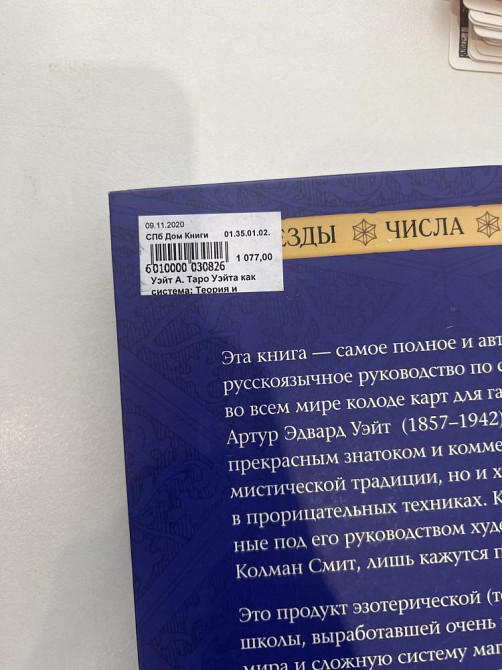 09.11.2020
СПб Дом Книги 01.35.01.02.
6010000 030826 1 077,00
Уэйт А. Таро Уэйта как
система: Теория и
ЕЗДЫ ЧИСЛА
Эта книга — самое полное и авт
русскоязычное руководство по с
во всем мире колоде карт для га
Артур Эдвард Уэйт (1857–1942)
прекрасным знатоком и комме
мистической традиции, но и х
в прорицательных техниках. К
ные под его руководством худо
Колман Смит, лишь кажутся п
Это продукт эзотерической (т
школы, выработавшей очень
мира и сложную систему маг